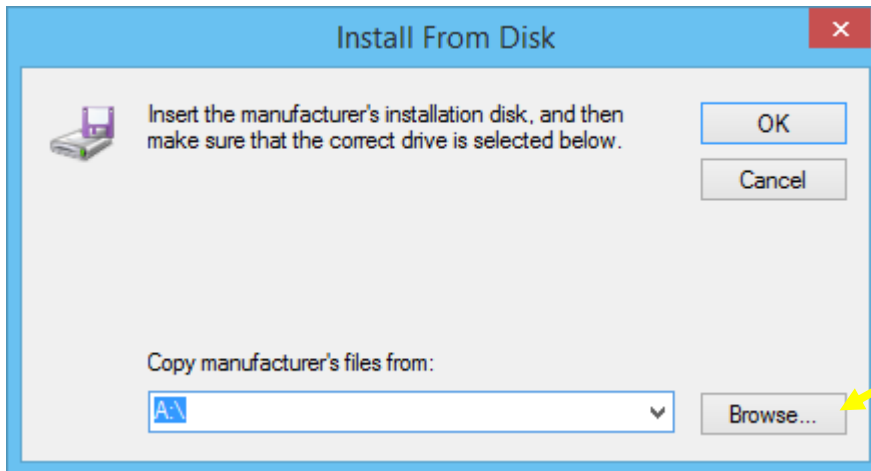 Install From Disk
Insert the manufacturer's installation disk, and then
make sure that the correct drive is selected below.
OK
Cancel
Copy manufacturer's files from:
A:\
Browse...